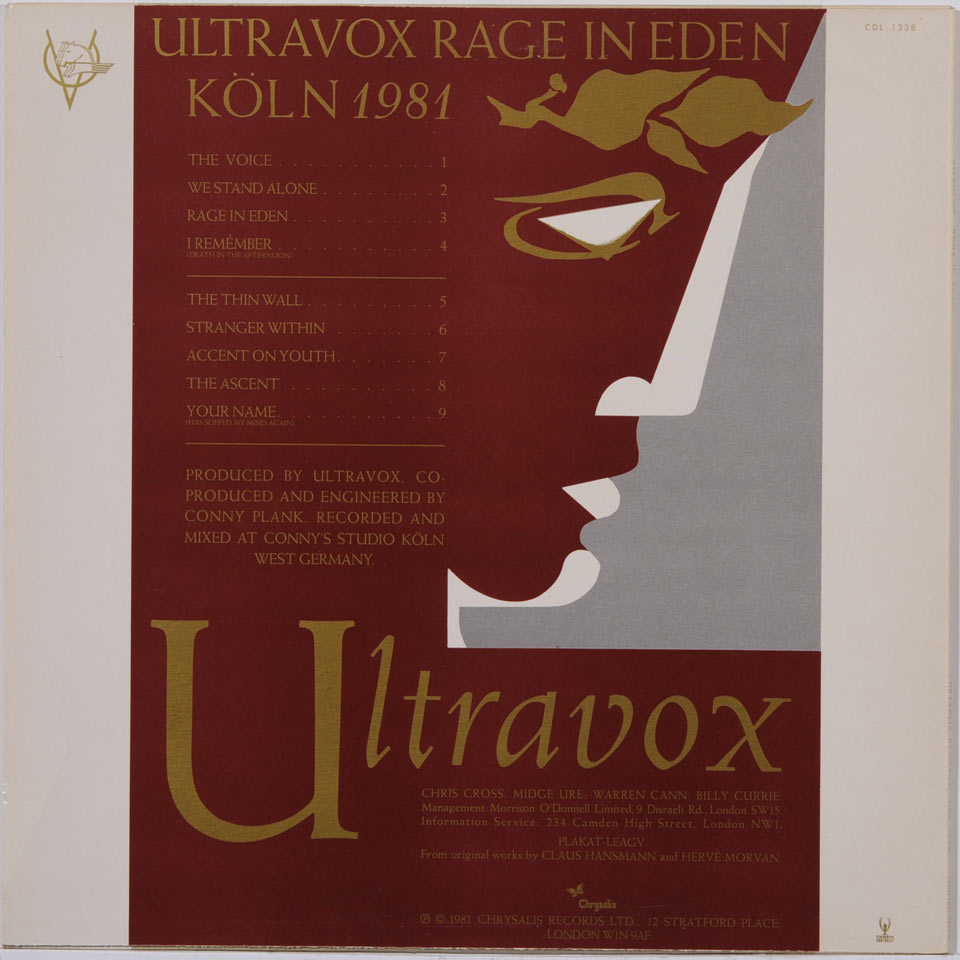 ULTRAVOX RAGE IN EDEN
CDL 1338
KÖLN 1981
THE VOICE . . . . . . . . . . . . 1
WE STAND ALONE . . . . . . . . . 2
RAGE IN EDEN . . . . . . . . . . . 3
I REMÉMBER . . . . . . . . . . . . 4
(DEATH IN THE AFTERNOON)
THE THIN WALL . . . . . . . . . . 5
STRANGER WITHIN . . . . . . . . 6
ACCENT ON YOUTH . . . . . . . . 7
THE ASCENT . . . . . . . . . . . 8
YOUR NAME . . . . . . . . . . . . 9
(HAS SLIPPED MY MIND AGAIN)
PRODUCED BY ULTRAVOX, CO-
PRODUCED AND ENGINEERED BY
CONNY PLANK. RECORDED AND
MIXED AT CONNY'S STUDIO KÖLN
WEST GERMANY.
Ultravox
CHRIS CROSS; MIDGE URE; WARREN CANN; BILLY CURRIE.
Management: Morrison O'Donnell Limited, 9 Disraeli Rd., London SW15.
Information Service: 234 Camden High Street, London NW1.
PLAKAT-LEAGV
From original works by CLAUS HANSMANN and HERVÉ MORVAN.
Chrysalis
℗ © 1981 CHRYSALIS RECORDS LTD., 12 STRATFORD PLACE,
LONDON W1N 9AF.